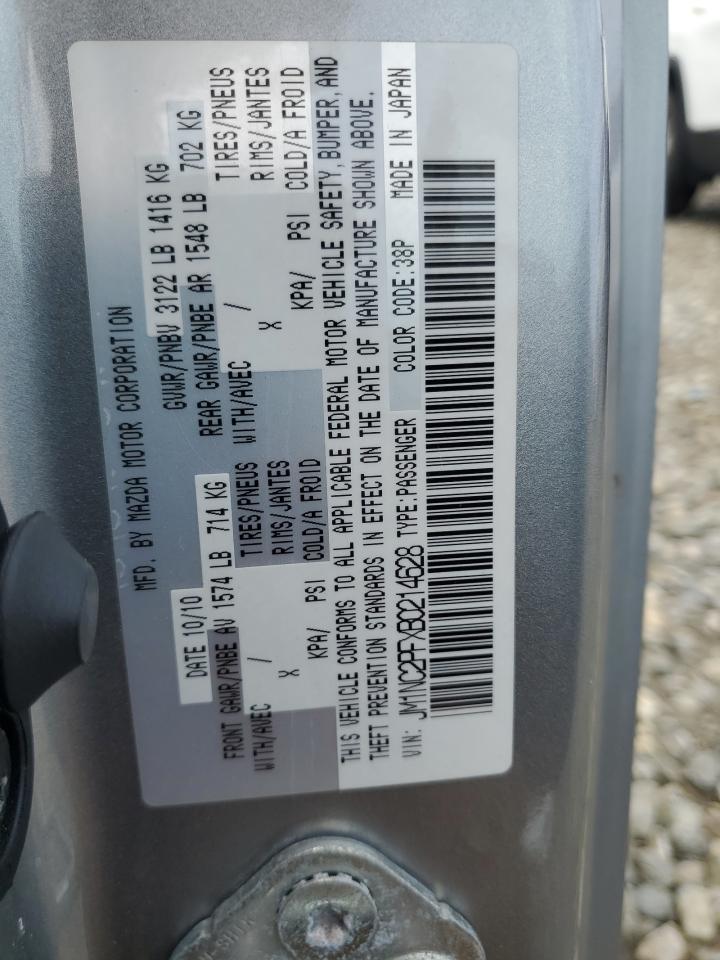 MFD. BY MAZDA MOTOR CORPORATION
DATE 10/10 GVWR/PNBV 3122 LB 1416 KG
FRONT GAWR/PNBE AV 1574 LB 714 KG REAR GAWR/PNBE AR 1548 LB 702 KG
WITH/AVEC / TIRES/PNEUS WITH/AVEC / TIRES/PNEUS
X RIMS/JANTES X RIMS/JANTES
KPA/ PSI COLD/A FROID KPA/ PSI COLD/A FROID
THIS VEHICLE CONFORMS TO ALL APPLICABLE FEDERAL MOTOR VEHICLE SAFETY, BUMPER, AND
THEFT PREVENTION STANDARDS IN EFFECT ON THE DATE OF MANUFACTURE SHOWN ABOVE.
VIN: JM1NC2PFXB0214628 TYPE:PASSENGER COLOR CODE:38P MADE IN JAPAN